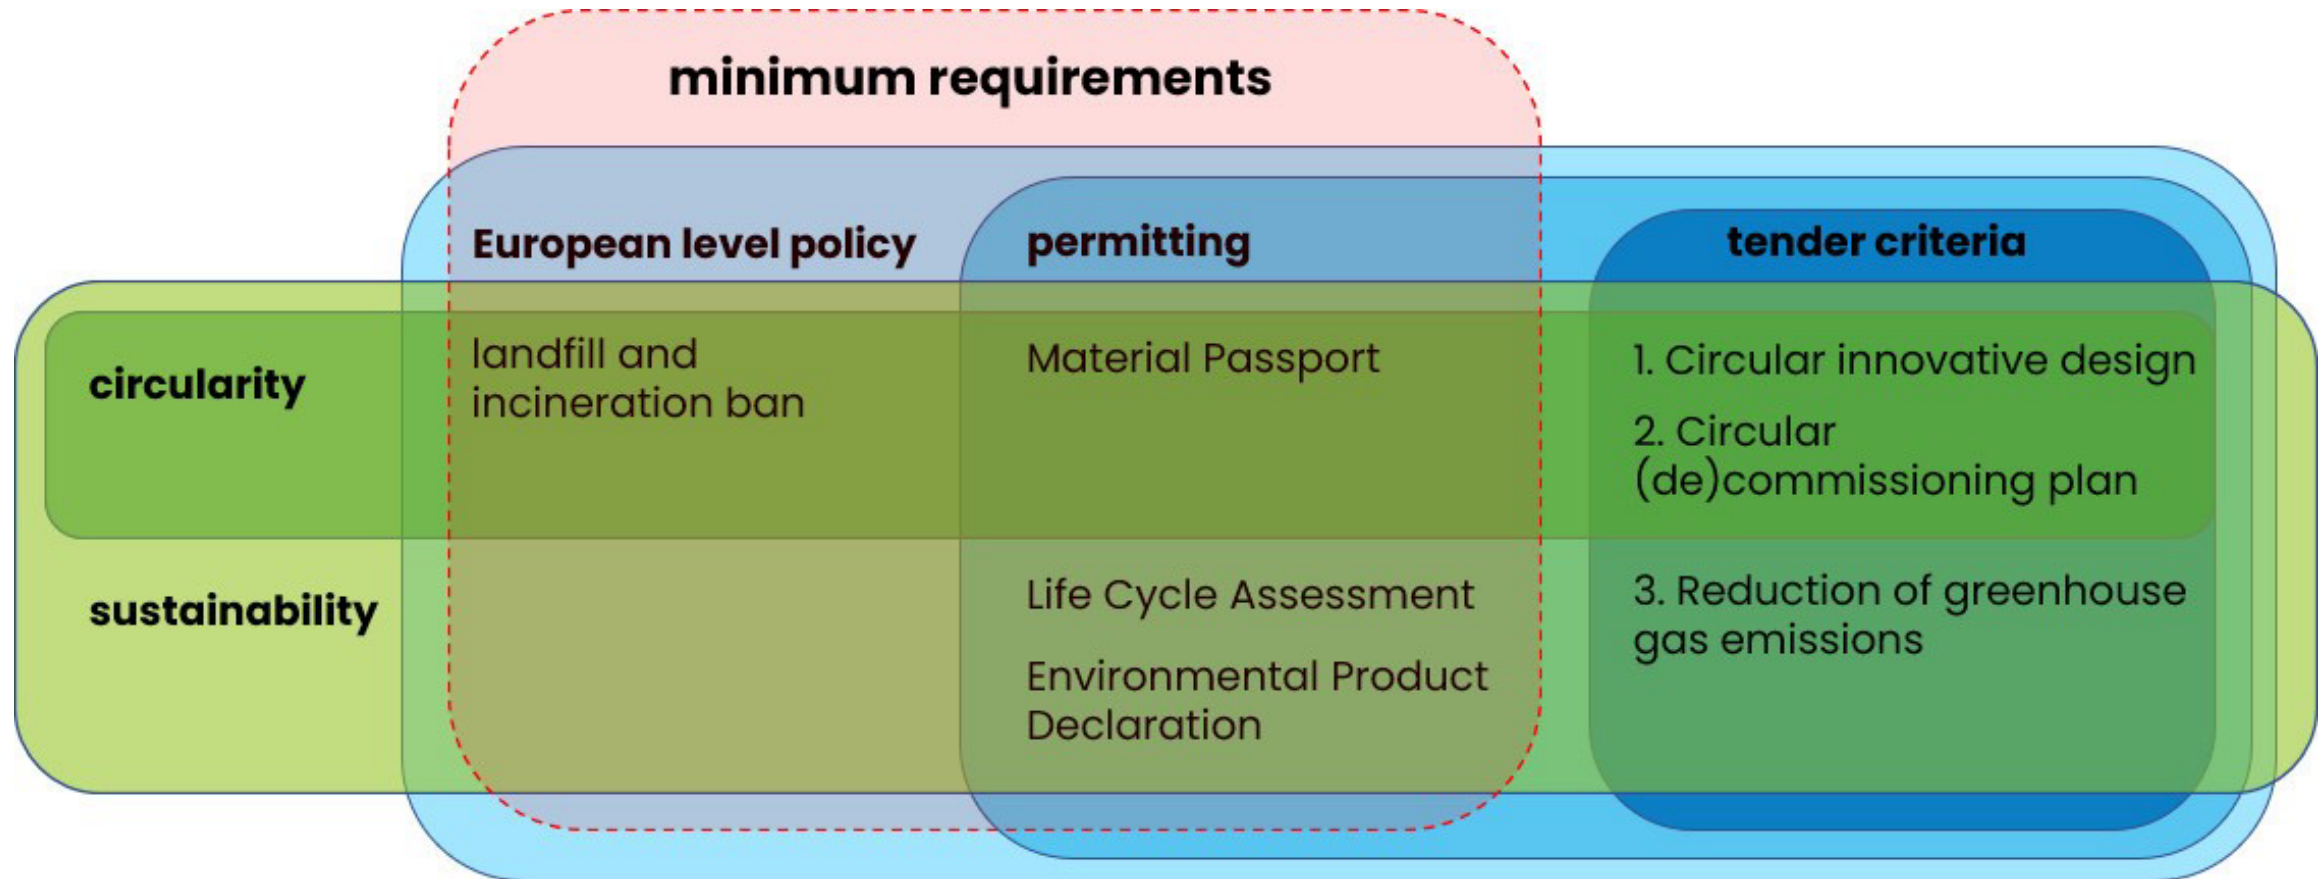 minimum requirements
European level policy
permitting
tender criteria
circularity
landfill and
incineration ban
Material Passport
1. Circular innovative design
2. Circular
(de)commissioning plan
sustainability
Life Cycle Assessment
Environmental Product
Declaration
3. Reduction of greenhouse
gas emissions